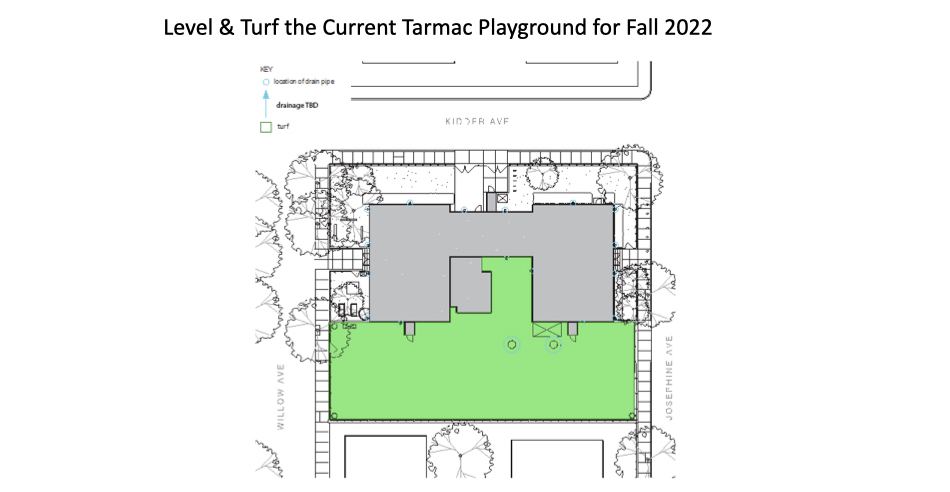 Level & Turf the Current Tarmac Playground for Fall 2022
KEY
location of drain pipe
drainage TBD
turf
KIDDER AVE
WILLOW AVE
JOSEPHINE AVE